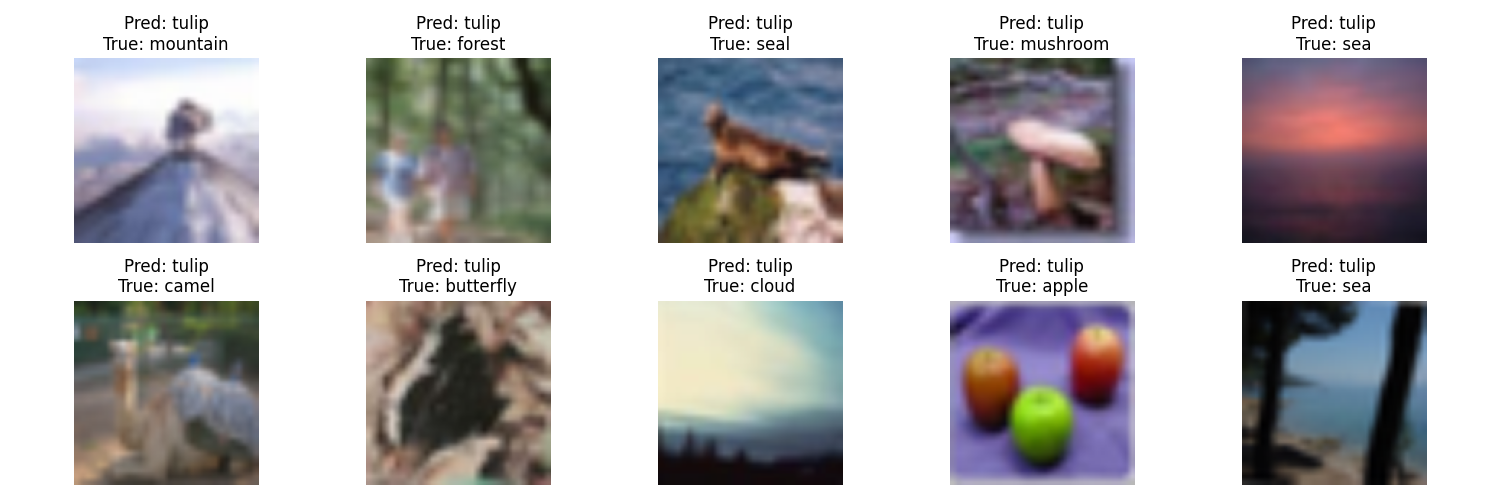 Pred: tulip
True: mountain
Pred: tulip
True: forest
Pred: tulip
True: seal
Pred: tulip
True: mushroom
Pred: tulip
True: sea
Pred: tulip
True: camel
Pred: tulip
True: butterfly
Pred: tulip
True: cloud
Pred: tulip
True: apple
Pred: tulip
True: sea